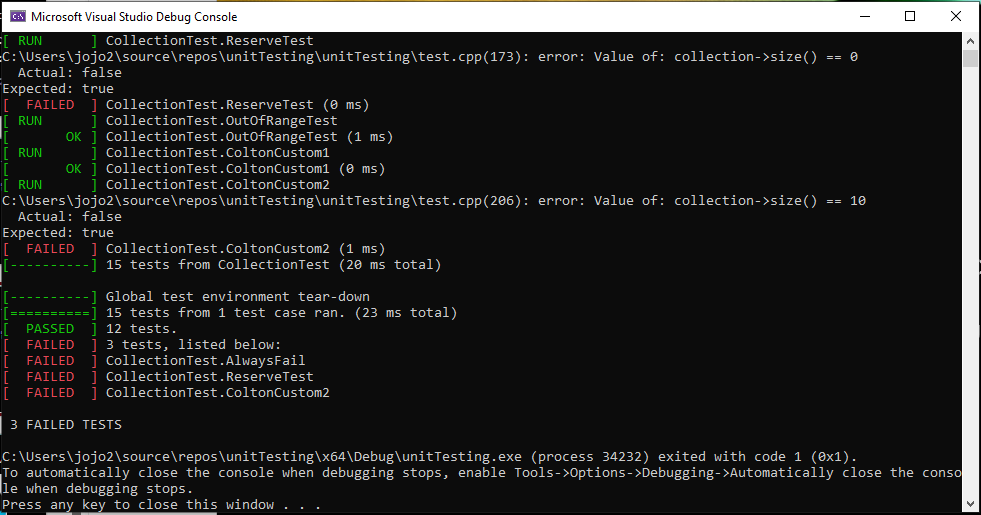 Microsoft Visual Studio Debug Console
[ RUN      ] CollectionTest.ReserveTest
C:\Users\jojo2\source\repos\unitTesting\unitTesting\test.cpp(173): error: Value of: collection->size() == 0
  Actual: false
Expected: true
[  FAILED  ] CollectionTest.ReserveTest (0 ms)
[ RUN      ] CollectionTest.OutOfRangeTest
[       OK ] CollectionTest.OutOfRangeTest (1 ms)
[ RUN      ] CollectionTest.ColtonCustom1
[       OK ] CollectionTest.ColtonCustom1 (0 ms)
[ RUN      ] CollectionTest.ColtonCustom2
C:\Users\jojo2\source\repos\unitTesting\unitTesting\test.cpp(206): error: Value of: collection->size() == 10
  Actual: false
Expected: true
[  FAILED  ] CollectionTest.ColtonCustom2 (1 ms)
[----------] 15 tests from CollectionTest (20 ms total)
[----------] Global test environment tear-down
[==========] 15 tests from 1 test case ran. (23 ms total)
[  PASSED  ] 12 tests.
[  FAILED  ] 3 tests, listed below:
[  FAILED  ] CollectionTest.AlwaysFail
[  FAILED  ] CollectionTest.ReserveTest
[  FAILED  ] CollectionTest.ColtonCustom2
 3 FAILED TESTS
C:\Users\jojo2\source\repos\unitTesting\x64\Debug\unitTesting.exe (process 34232) exited with code 1 (0x1).
To automatically close the console when debugging stops, enable Tools->Options->Debugging->Automatically close the conso
le when debugging stops.
Press any key to close this window . . .